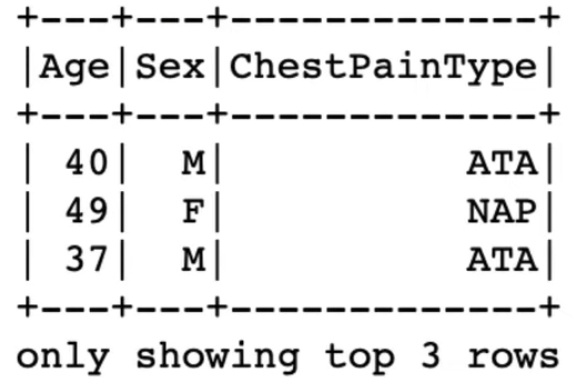 +---+---+-------------+
|Age|Sex|ChestPainType|
+---+---+-------------+
| 40|  M|          ATA|
| 49|  F|          NAP|
| 37|  M|          ATA|
+---+---+-------------+
only showing top 3 rows